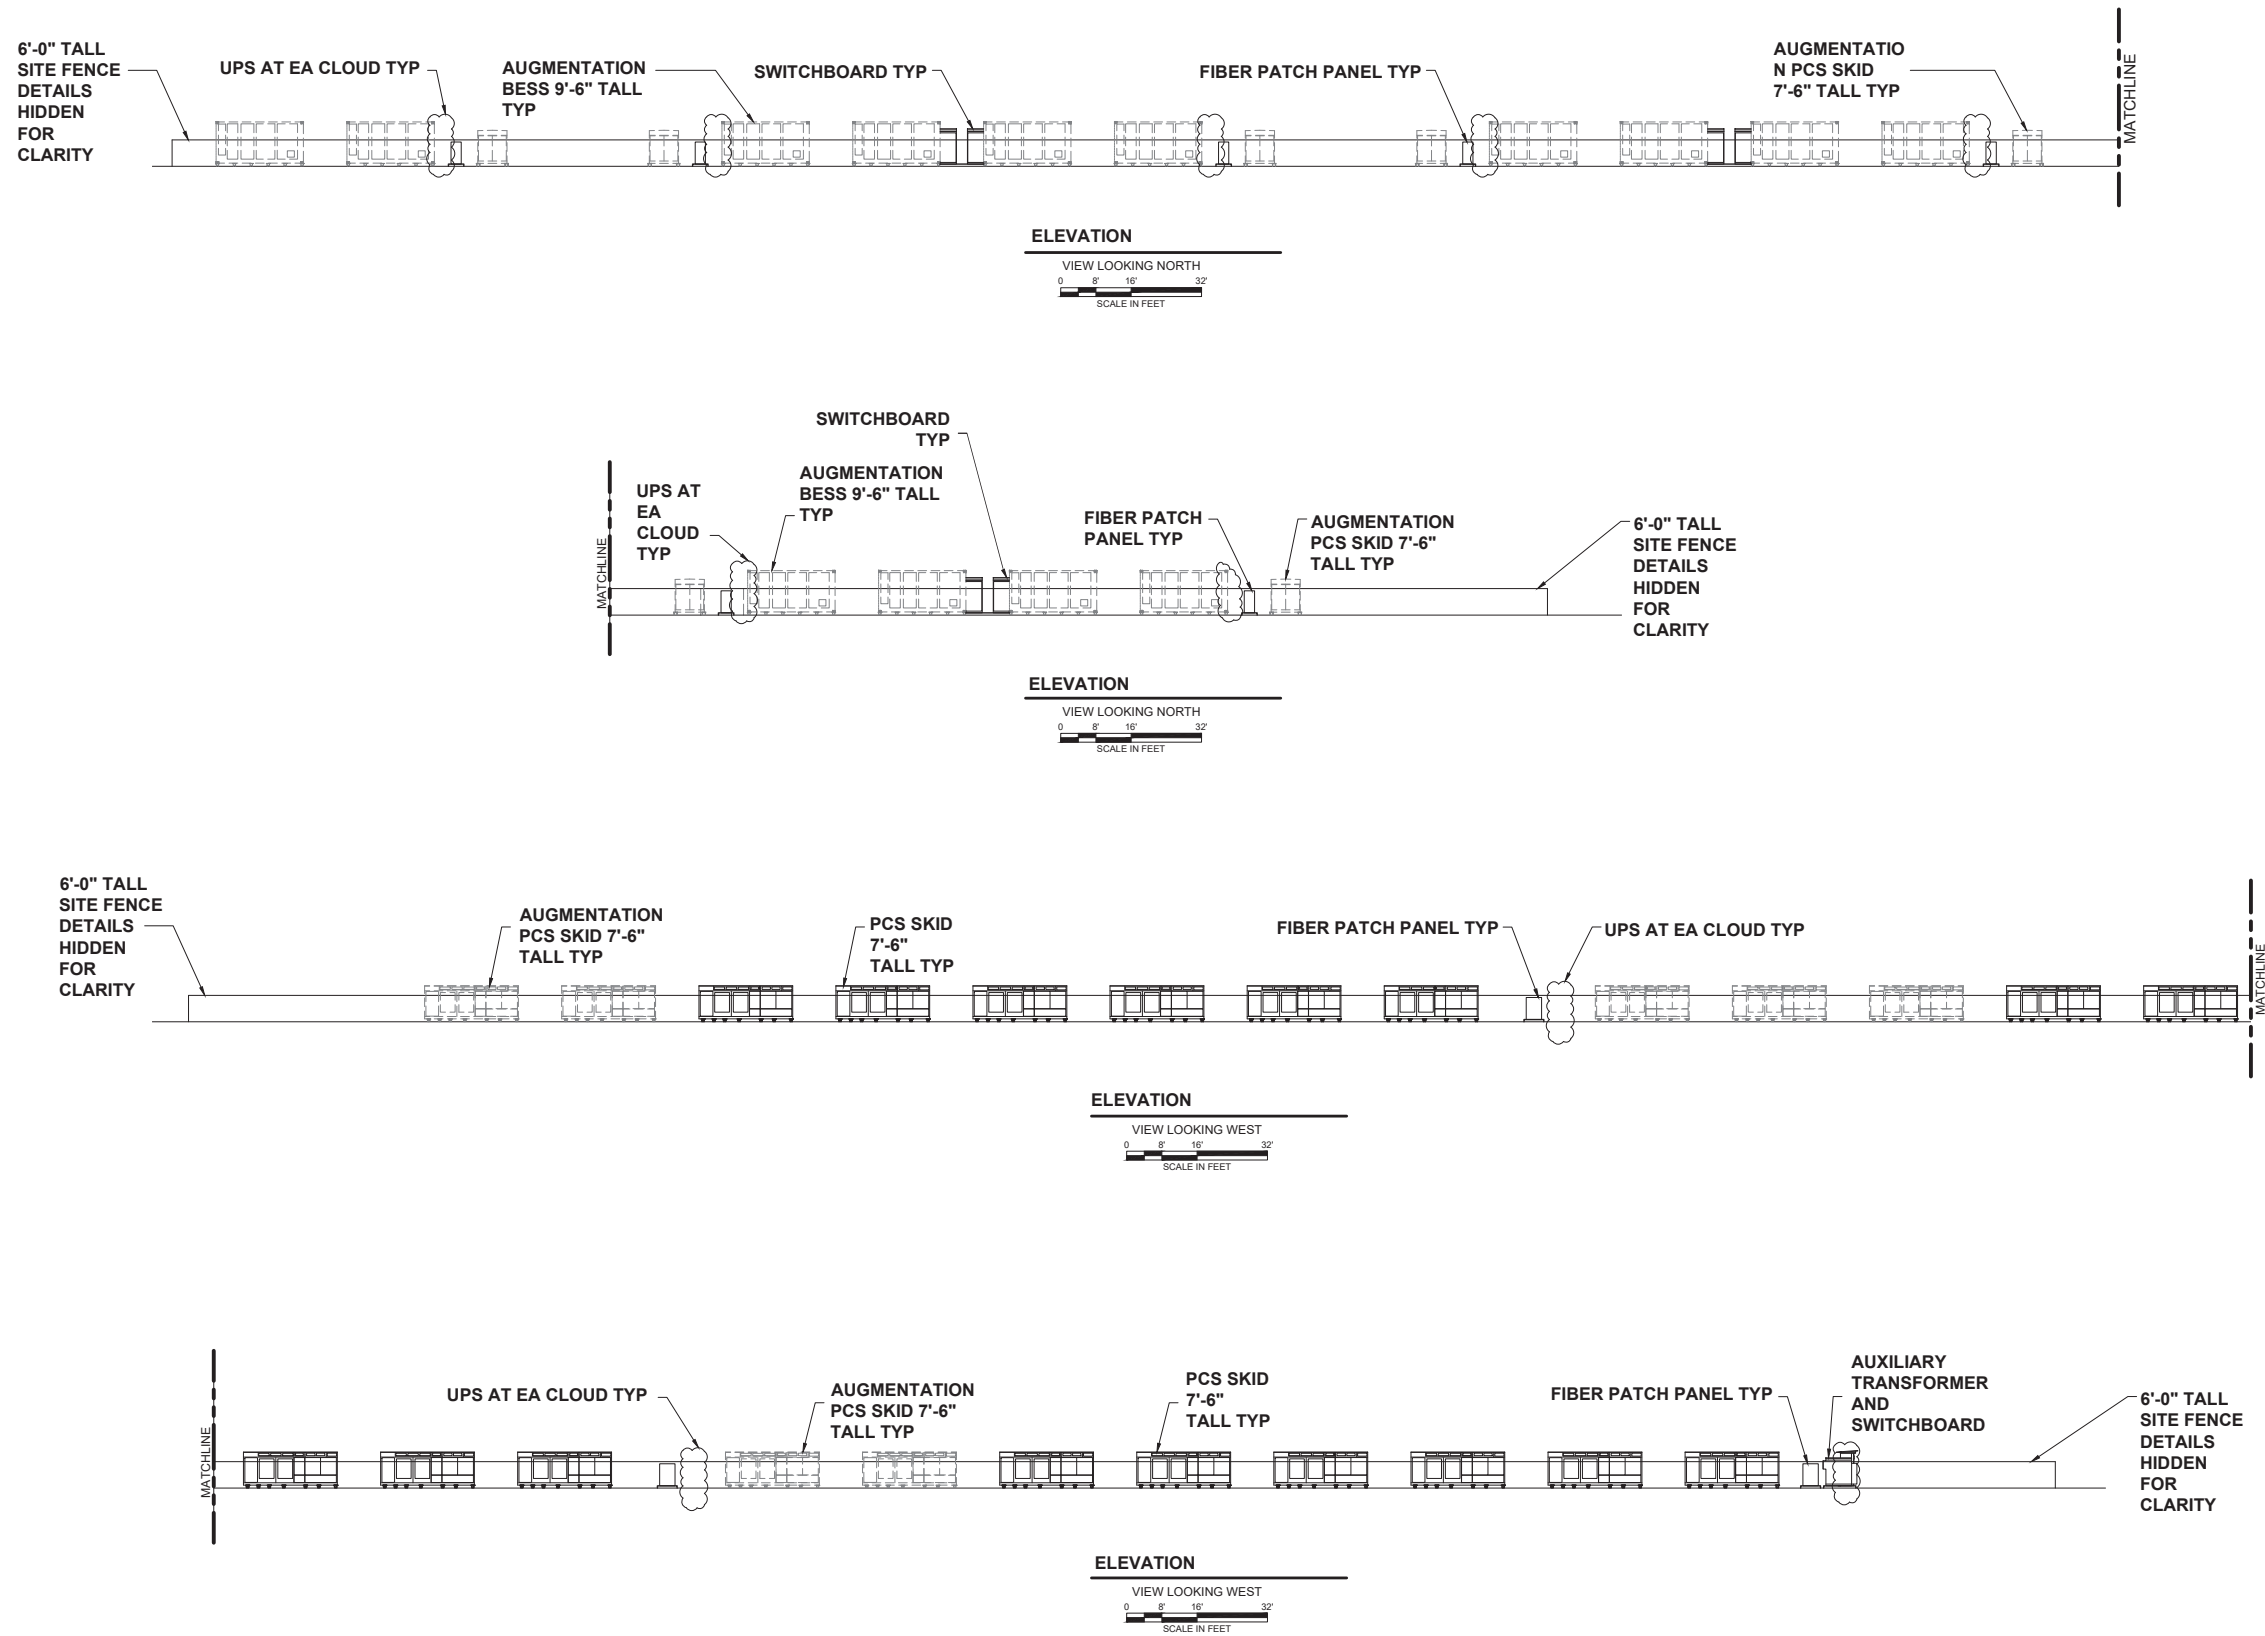 6'-0" TALL
SITE FENCE
DETAILS
HIDDEN
FOR
CLARITY
UPS AT EA CLOUD TYP
AUGMENTATION
BESS 9'-6" TALL
TYP
SWITCHBOARD TYP
FIBER PATCH PANEL TYP
AUGMENTATIO
N PCS SKID
7'-6" TALL TYP
MATCHLINE
ELEVATION
VIEW LOOKING NORTH
0 8' 16' 32'
SCALE IN FEET
MATCHLINE
UPS AT
EA
CLOUD
TYP
AUGMENTATION
BESS 9'-6" TALL
TYP
SWITCHBOARD
TYP
FIBER PATCH
PANEL TYP
AUGMENTATION
PCS SKID 7'-6"
TALL TYP
6'-0" TALL
SITE FENCE
DETAILS
HIDDEN
FOR
CLARITY
ELEVATION
VIEW LOOKING NORTH
0 8' 16' 32'
SCALE IN FEET
6'-0" TALL
SITE FENCE
DETAILS
HIDDEN
FOR
CLARITY
AUGMENTATION
PCS SKID 7'-6"
TALL TYP
PCS SKID
7'-6"
TALL TYP
FIBER PATCH PANEL TYP
UPS AT EA CLOUD TYP
MATCHLINE
ELEVATION
VIEW LOOKING WEST
0 8' 16' 32'
SCALE IN FEET
MATCHLINE
UPS AT EA CLOUD TYP
AUGMENTATION
PCS SKID 7'-6"
TALL TYP
PCS SKID
7'-6"
TALL TYP
FIBER PATCH PANEL TYP
AUXILIARY
TRANSFORMER
AND
SWITCHBOARD
6'-0" TALL
SITE FENCE
DETAILS
HIDDEN
FOR
CLARITY
ELEVATION
VIEW LOOKING WEST
0 8' 16' 32'
SCALE IN FEET